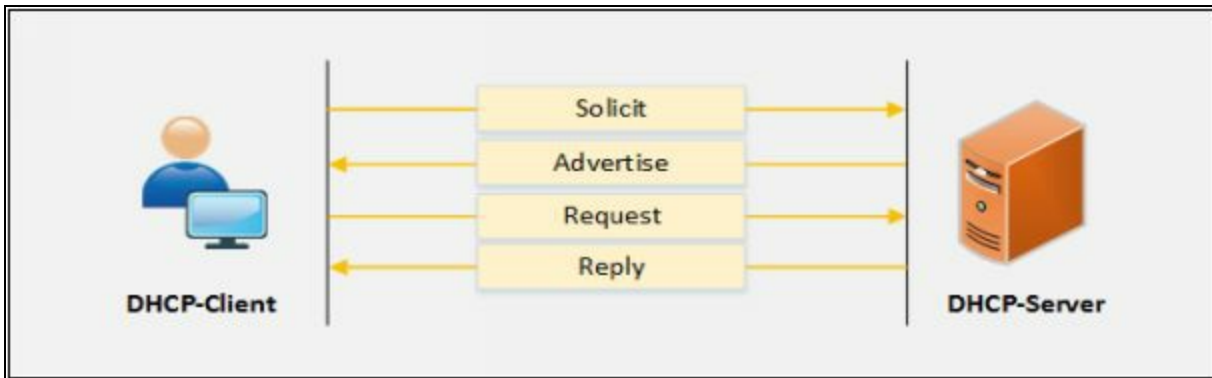 Solicit
Advertise
Request
Reply
DHCP-Client
DHCP-Server